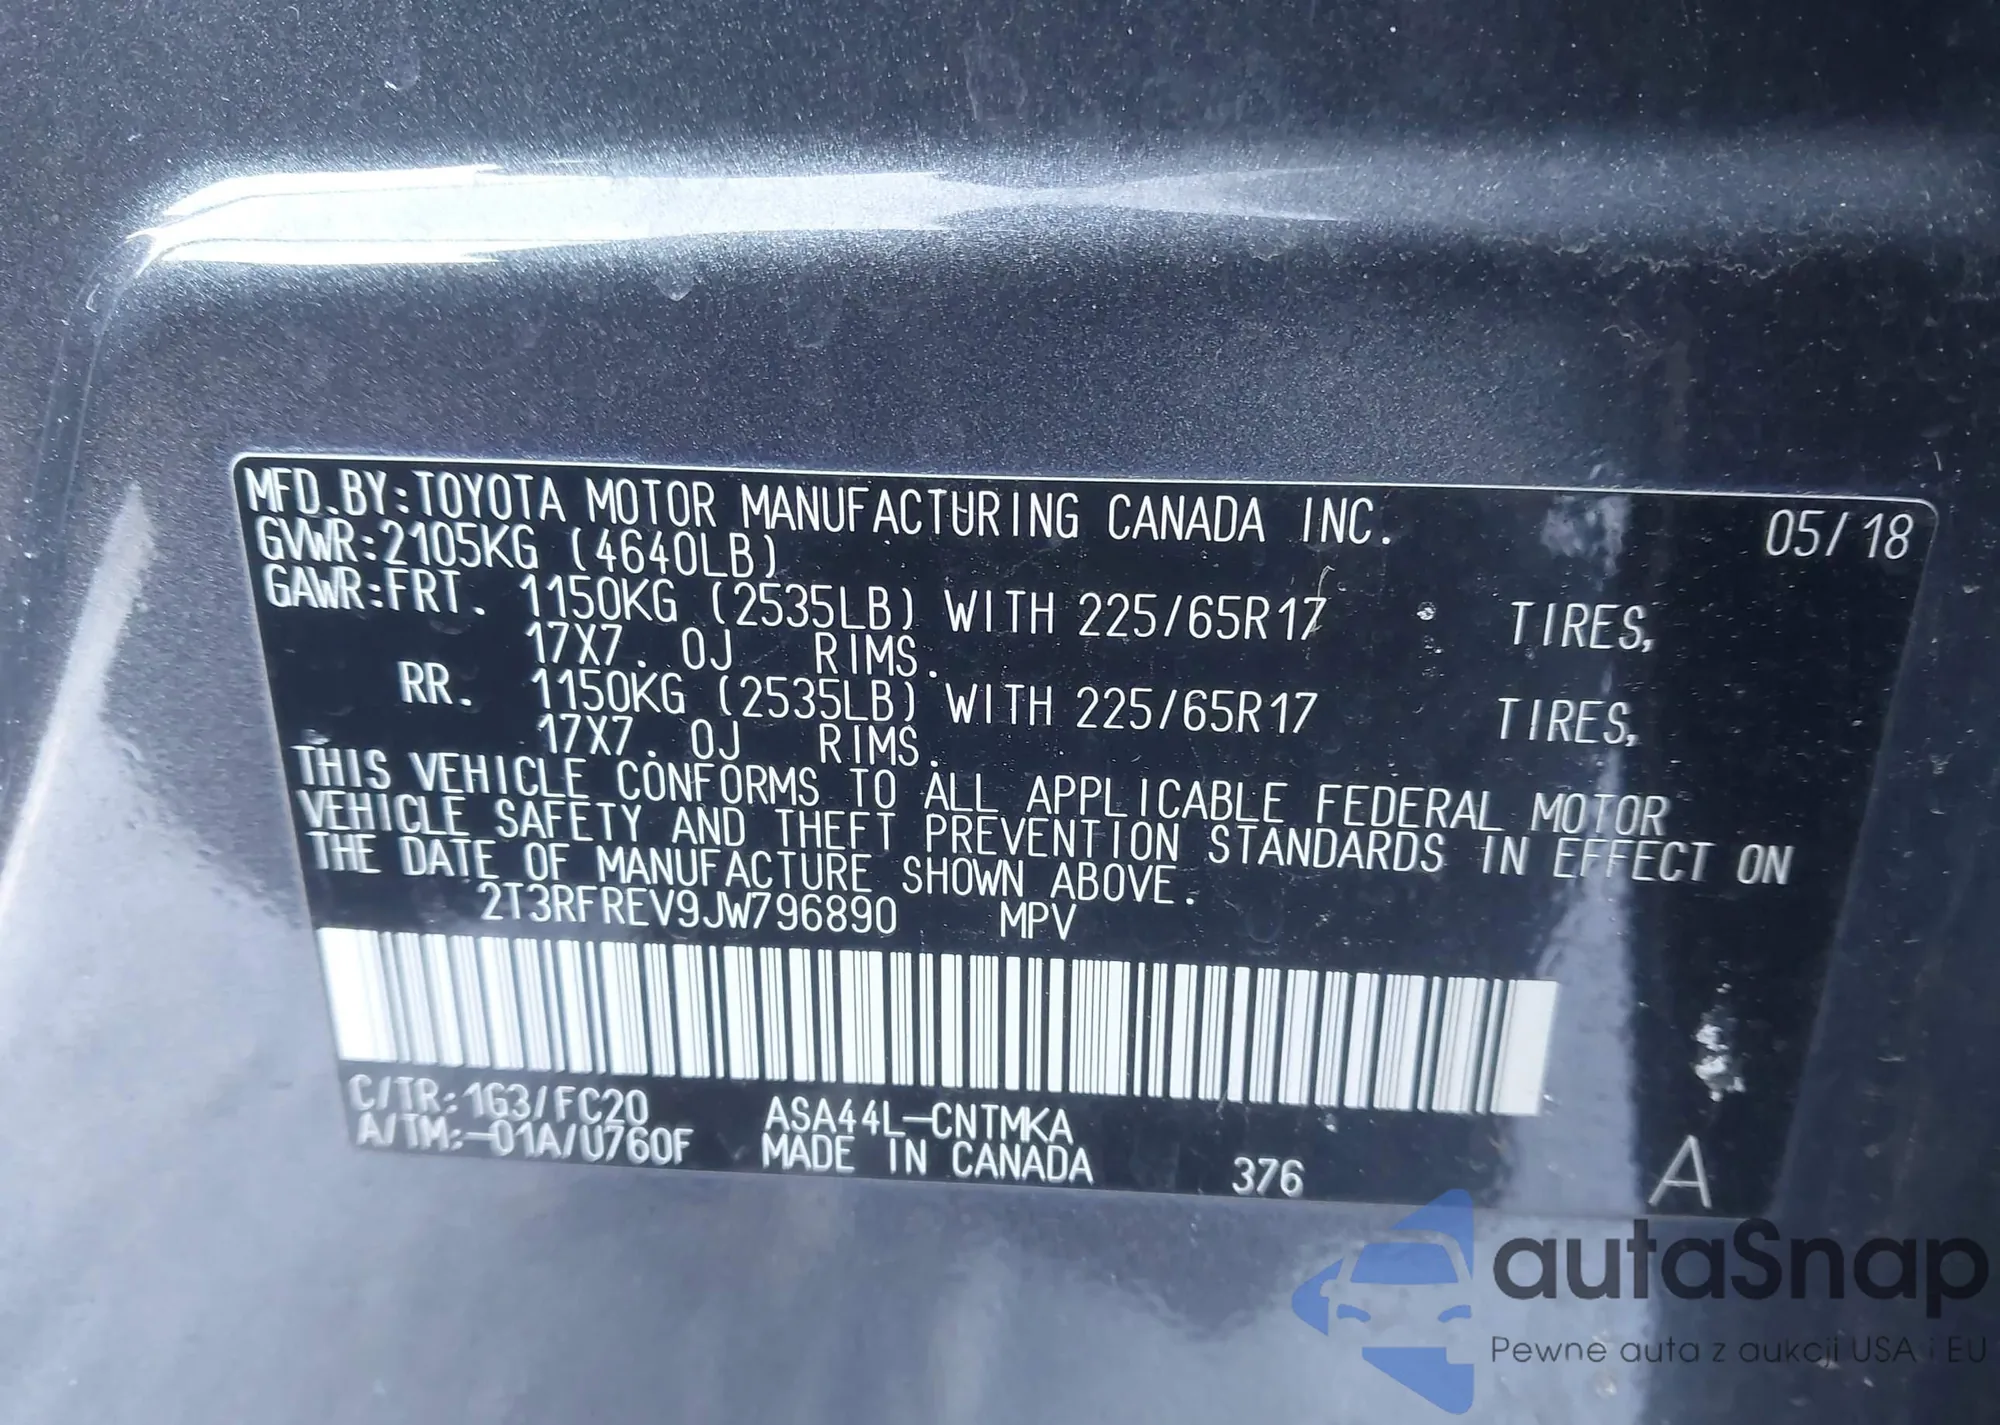 MFD.BY:TOYOTA MOTOR MANUFACTURING CANADA INC. 05/18
GVWR:2105KG (4640LB)
GAWR:FRT. 1150KG (2535LB) WITH 225/65R17 TIRES,
17X7.0J RIMS.
RR. 1150KG (2535LB) WITH 225/65R17 TIRES,
17X7.0J RIMS.
THIS VEHICLE CONFORMS TO ALL APPLICABLE FEDERAL MOTOR
VEHICLE SAFETY AND THEFT PREVENTION STANDARDS IN EFFECT ON
THE DATE OF MANUFACTURE SHOWN ABOVE.
2T3RFREV9JW796890 MPV
C/TR:1G3/FC20 ASA44L-CNTMKA
A/TM:-01A/U760F MADE IN CANADA 376 A
autaSnap
Pewne auta z aukcji USA i EU